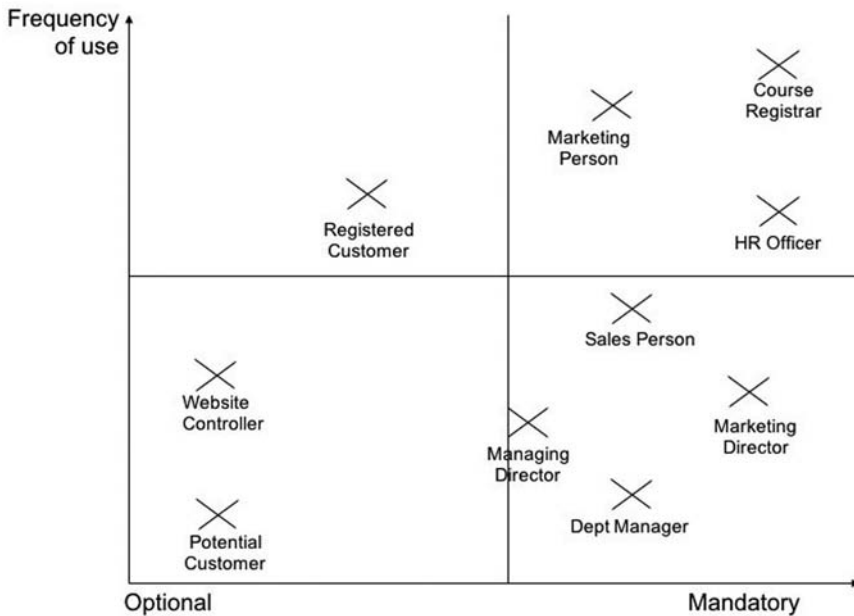 Frequency
of use
Course
Registrar
Marketing
Person
Registered
Customer
HR Officer
Sales Person
Website
Controller
Marketing
Director
Managing
Director
Dept Manager
Potential
Customer
Optional
Mandatory